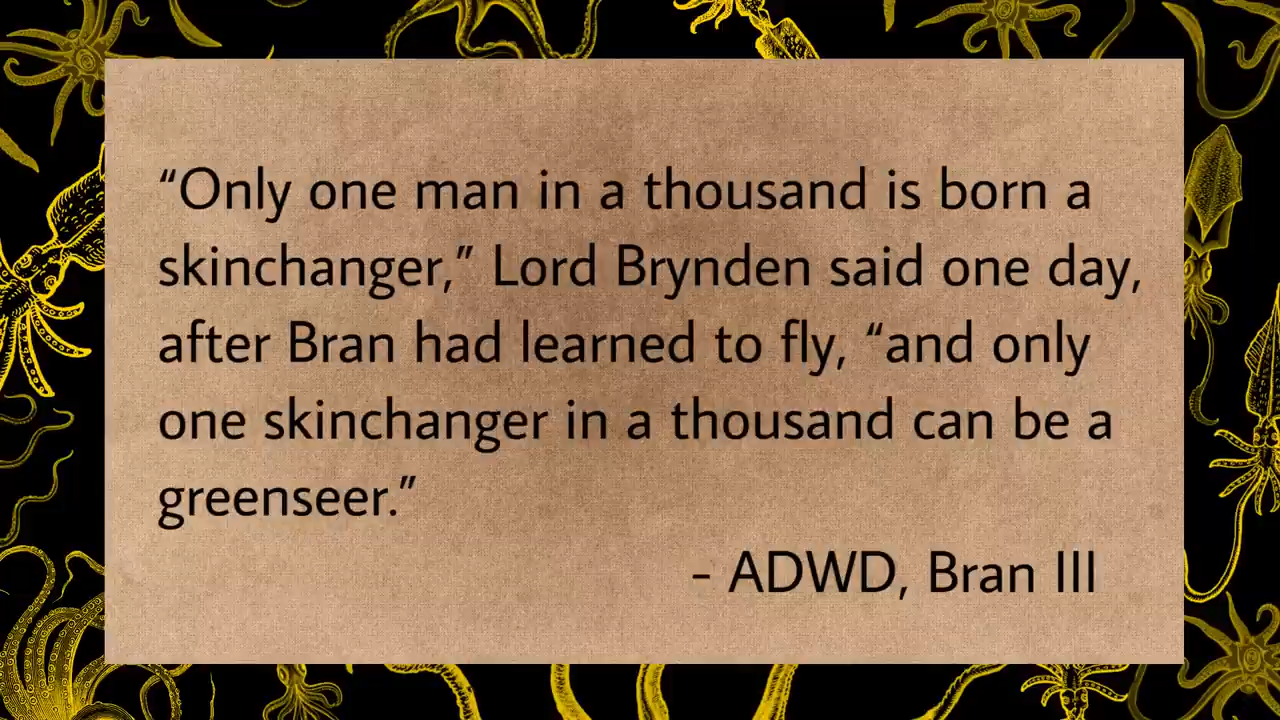 “Only one man in a thousand is born a
skinchanger,” Lord Brynden said one day,
after Bran had learned to fly, “and only
one skinchanger in a thousand can be a
greenseer.”
- ADWD, Bran III